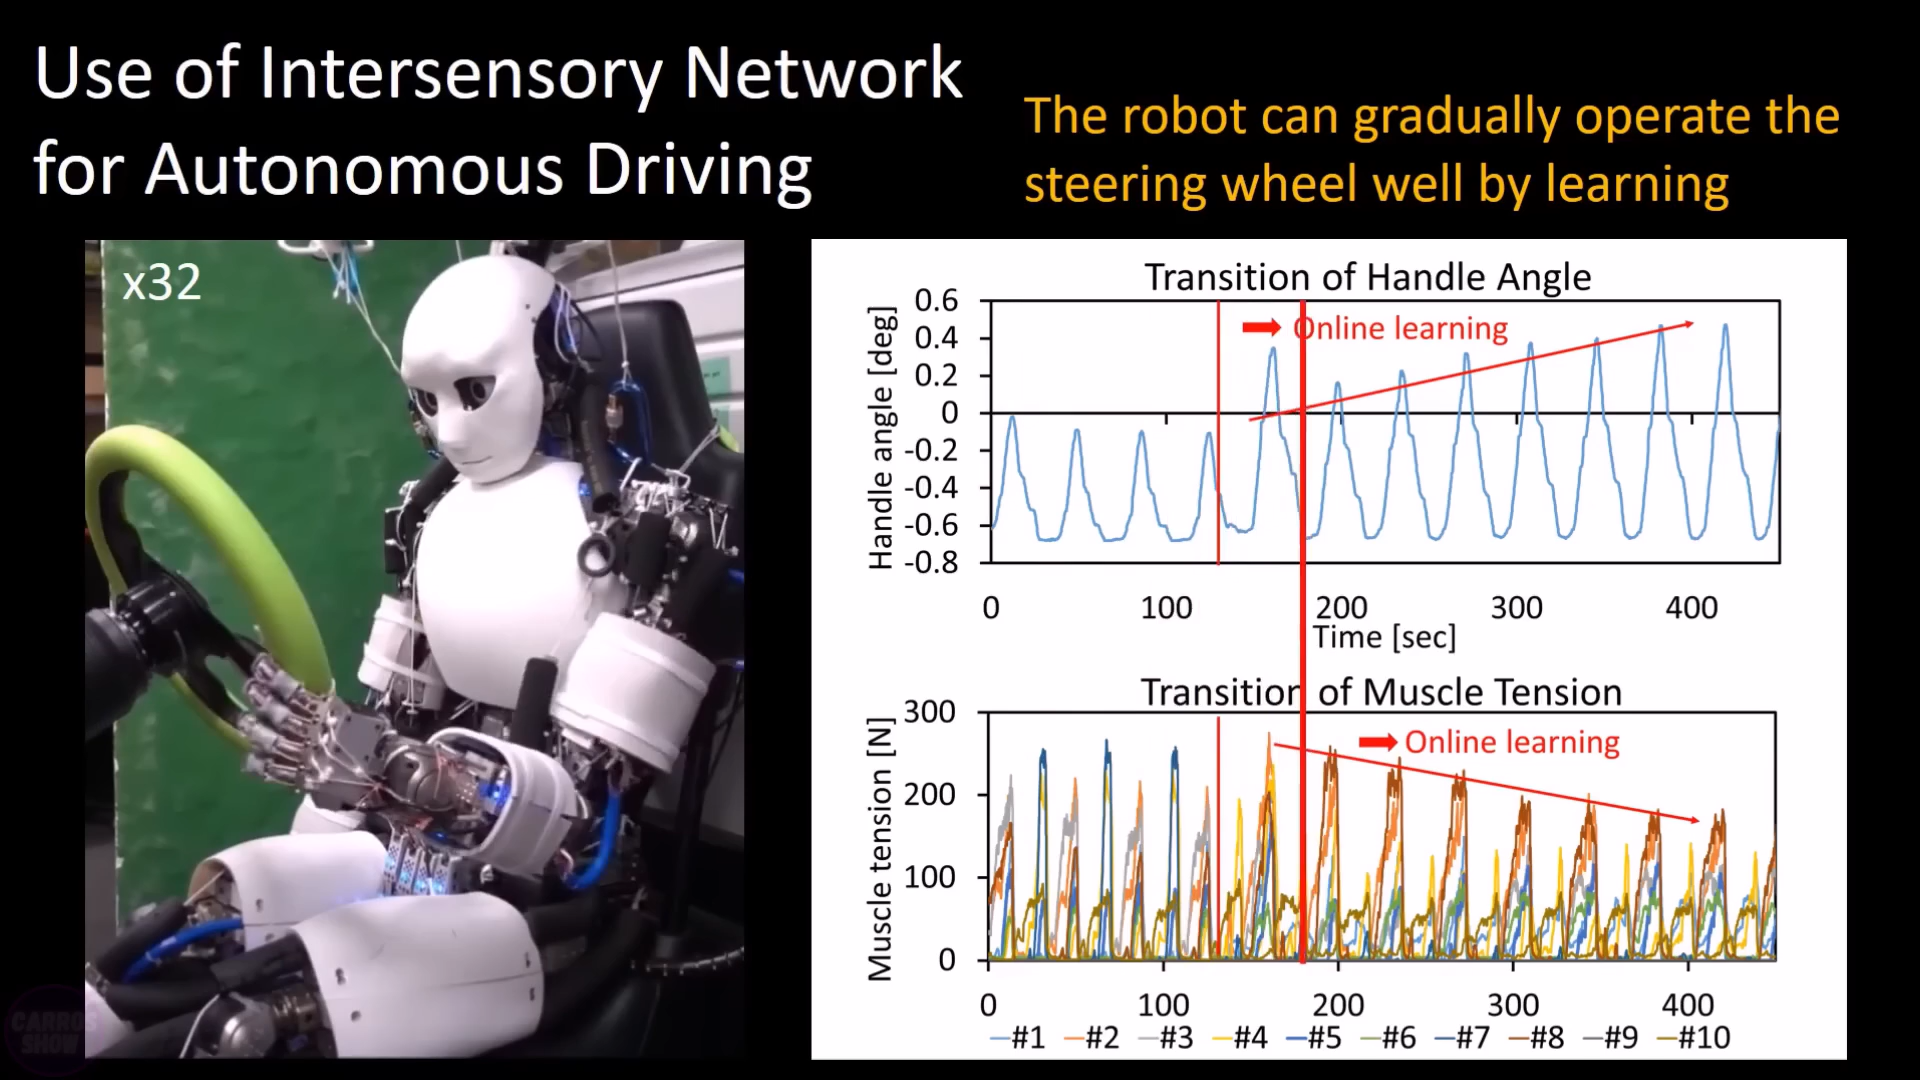 Use of Intersensory Network
for Autonomous Driving
The robot can gradually operate the
steering wheel well by learning
x32
Transition of Handle Angle
Handle angle [deg]
0.6
0.4
0.2
0
-0.2
-0.4
-0.6
-0.8
Online learning
0 100 200 300 400
Time [sec]
Transition of Muscle Tension
Muscle tension [N]
300
200
100
0
Online learning
0 100 200 300 400
#1 #2 #3 #4 #5 #6 #7 #8 #9 #10
CARROS
SHOW